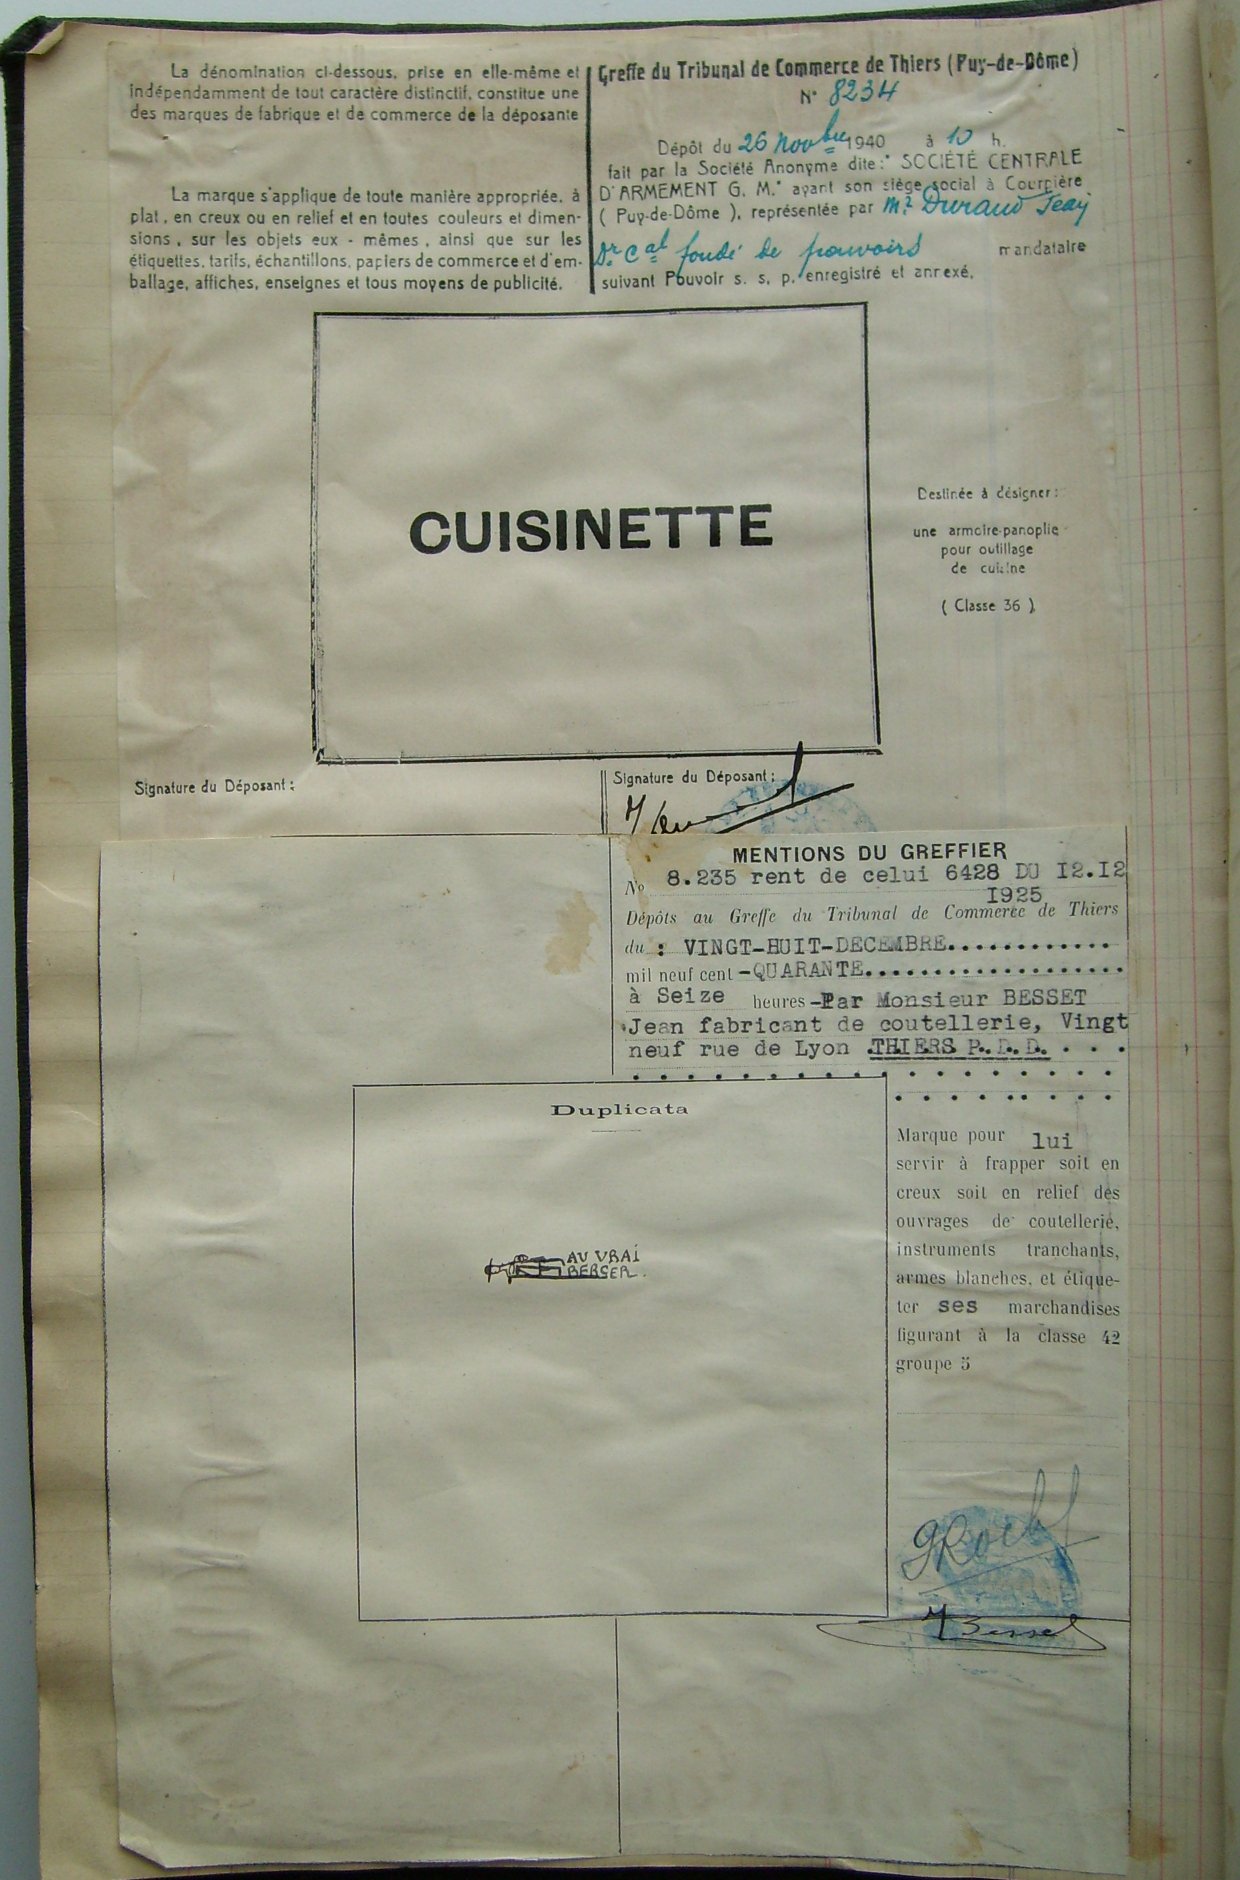 La dénomination ci-dessous, prise en elle-même et
indépendamment de tout caractère distinctif, constitue une
des marques de fabrique et de commerce de la déposante
La marque s'applique de toute manière appropriée, à
plat, en creux ou en relief et en toutes couleurs et dimen-
sions, sur les objets eux-mêmes, ainsi que sur les
étiquettes, tarifs, échantillons, papiers de commerce et d'em-
ballage, affiches, enseignes et tous moyens de publicité.
Greffe du Tribunal de Commerce de Thiers (Puy-de-Dôme)
N° 8234
Dépôt du 26 novbre 1940 à 10 h.
fait par la Société Anonyme dite: "SOCIÉTÉ CENTRALE
D'ARMEMENT G. M." ayant son siège social à Courpière
( Puy-de-Dôme ), représentée par Mr Durand Jean
Dr Cal fondé de pouvoirs mandataire
suivant Pouvoir s. s. p. enregistré et annexé.
CUISINETTE
Destinée à désigner:
une armoire-panoplie
pour outillage
de cuisine
( Classe 36 ).
Signature du Déposant:
Signature du Déposant:
MENTIONS DU GREFFIER
No 8.235 rent de celui 6428 DU I2.I2
I925
Dépôts au Greffe du Tribunal de Commerce de Thiers
du : VINGT-HUIT-DECEMBRE............
mil neuf cent -QUARANTE...................
à Seize heures -Par Monsieur BESSET
Jean fabricant de coutellerie, Vingt
neuf rue de Lyon .THIERS P.D.D. . . .
Duplicata
AU VRAI
BERGER.
Marque pour lui
servir à frapper soit en
creux soit en relief des
ouvrages de coutellerie,
instruments tranchants,
armes blanches, et étique-
ter ses marchandises
figurant à la classe 42
groupe 5
Besset